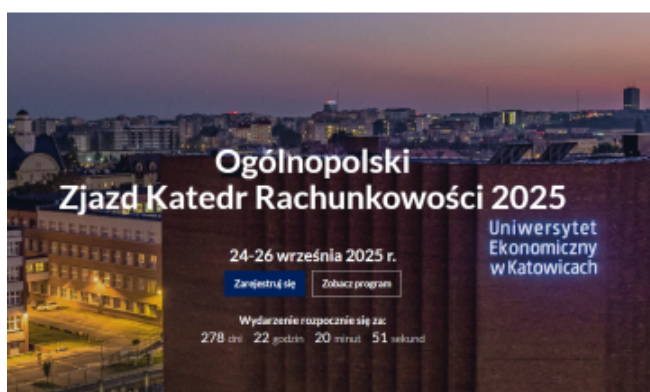 Ogólnopolski
Zjazd Katedr Rachunkowości 2025
Uniwersytet
Ekonomiczny
w Katowicach
24-26 września 2025 r.
Zarejestruj się
Zobacz program
Wydarzenie rozpocznie się za:
278 dni 22 godzin 20 minut 51 sekund